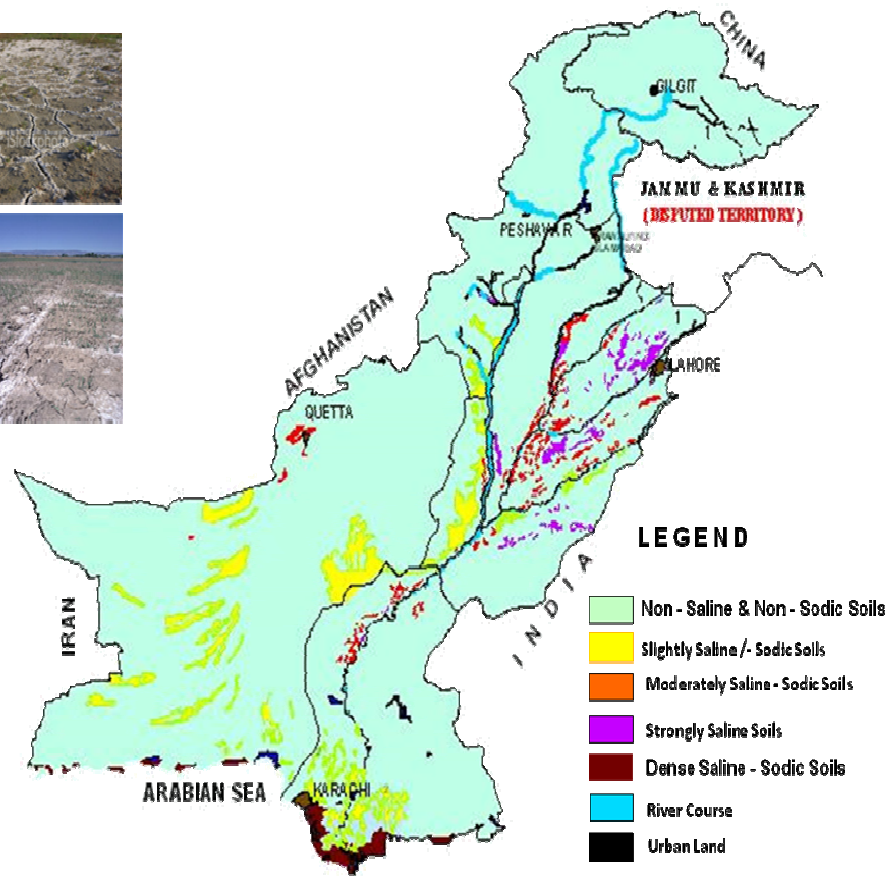 CHINA
GILGIT
JAMMU & KASHMIR
( DISPUTED TERRITORY )
PESHAWAR
AFGHANISTAN
LAHORE
QUETTA
LEGEND
INDIA
IRAN
Non - Saline & Non - Sodic Soils
Slightly Saline /- Sodic Soils
Moderately Saline - Sodic Soils
Strongly Saline Soils
Dense Saline - Sodic Soils
River Course
Urban Land
ARABIAN SEA
KARACHI